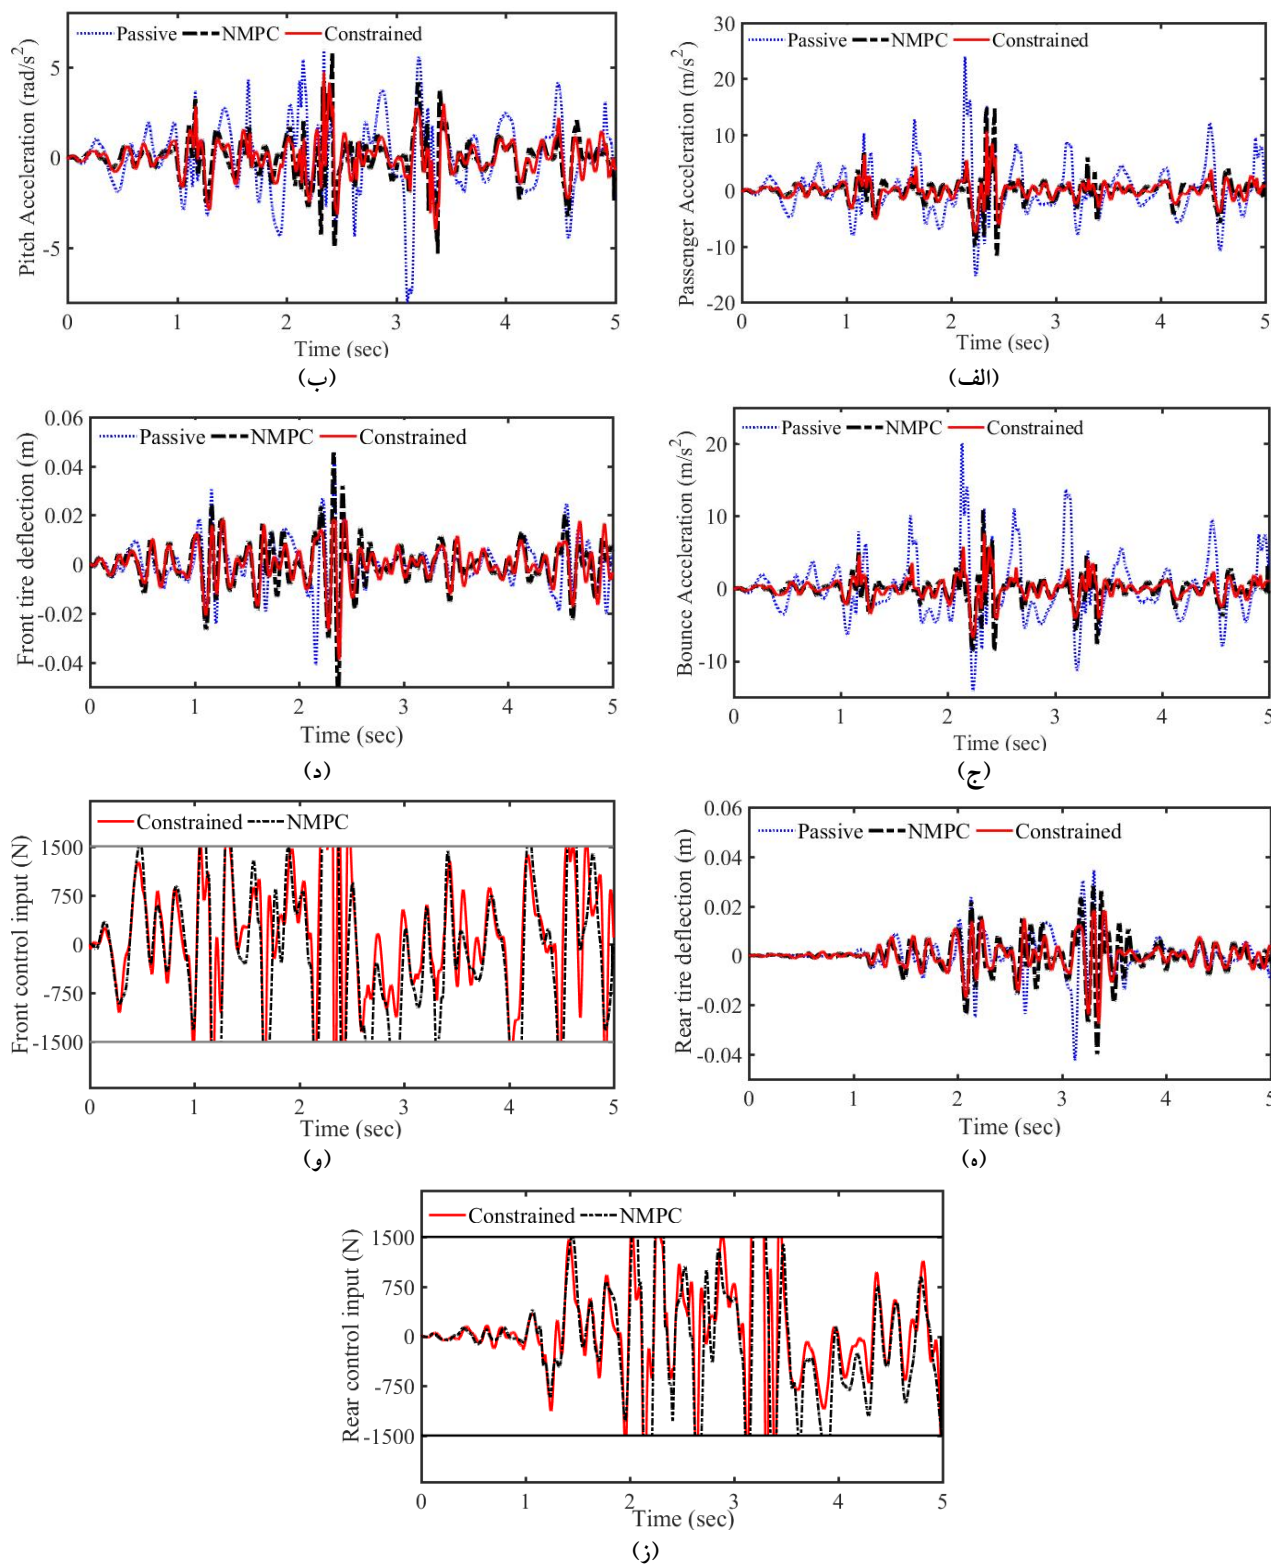 Passive NMPC Constrained
Pitch Acceleration (rad/s²)
5
0
-5
0 1 2 3 4 5
Time (sec)
(ب)
Passive NMPC Constrained
Passenger Acceleration (m/s²)
30
20
10
0
-10
-20
0 1 2 3 4 5
Time (sec)
(الف)
Passive NMPC Constrained
Front tire deflection (m)
0.06
0.04
0.02
0
-0.02
-0.04
0 1 2 3 4 5
Time (sec)
(د)
Passive NMPC Constrained
Bounce Acceleration (m/s²)
20
10
0
-10
0 1 2 3 4 5
Time (sec)
(ج)
Constrained NMPC
Front control input (N)
1500
750
0
-750
-1500
0 1 2 3 4 5
Time (sec)
(و)
Passive NMPC Constrained
Rear tire deflection (m)
0.06
0.04
0.02
0
-0.02
-0.04
0 1 2 3 4 5
Time (sec)
(ه)
Constrained NMPC
Rear control input (N)
1500
750
0
-750
-1500
0 1 2 3 4 5
Time (sec)
(ز)